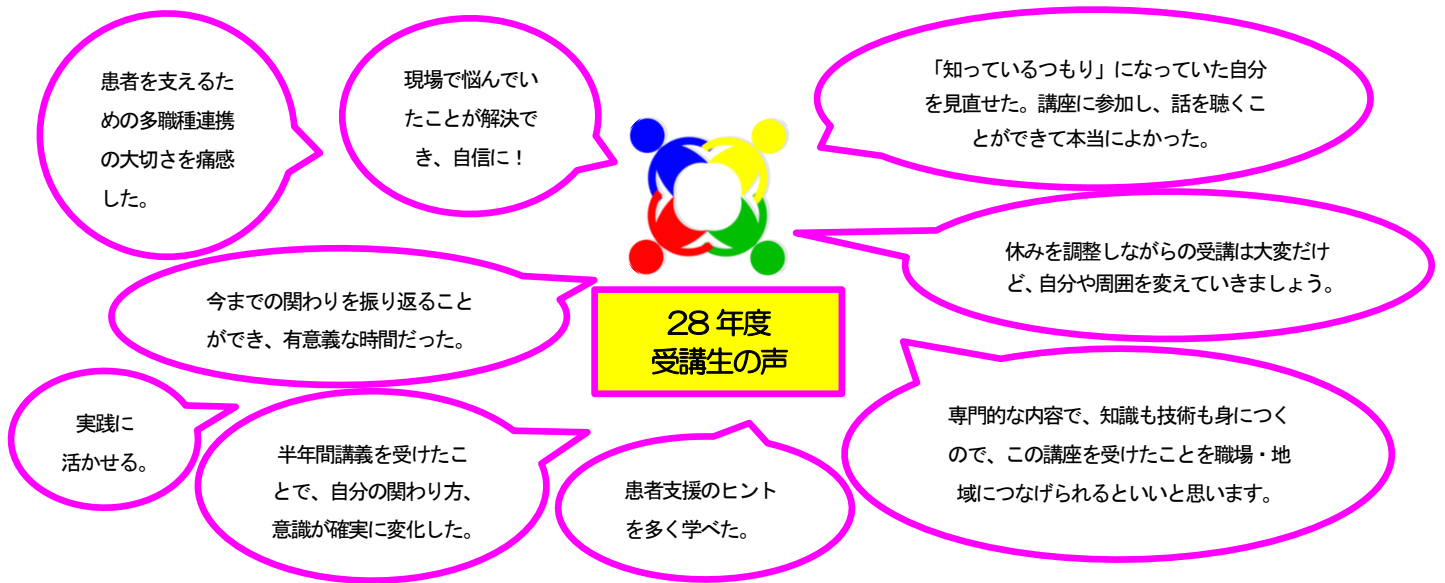 患者を支えるた
めの多職種連携
の大切さを痛感
した。
現場で悩んでい
たことが解決で
き、自信に！
「知っているつもり」になっていた自分
を見直せた。講座に参加し、話を聴くこ
とができて本当によかった。
休みを調整しながらの受講は大変だけ
ど、自分や周囲を変えていきましょう。
今までの関わりを振り返ること
ができ、有意義な時間だった。
28 年度
受講生の声
実践に
活かせる。
半年間講義を受けたこ
とで、自分の関わり方、
意識が確実に変化した。
患者支援のヒント
を多く学べた。
専門的な内容で、知識も技術も身につく
ので、この講座を受けたことを職場・地
域につなげられるといいと思います。